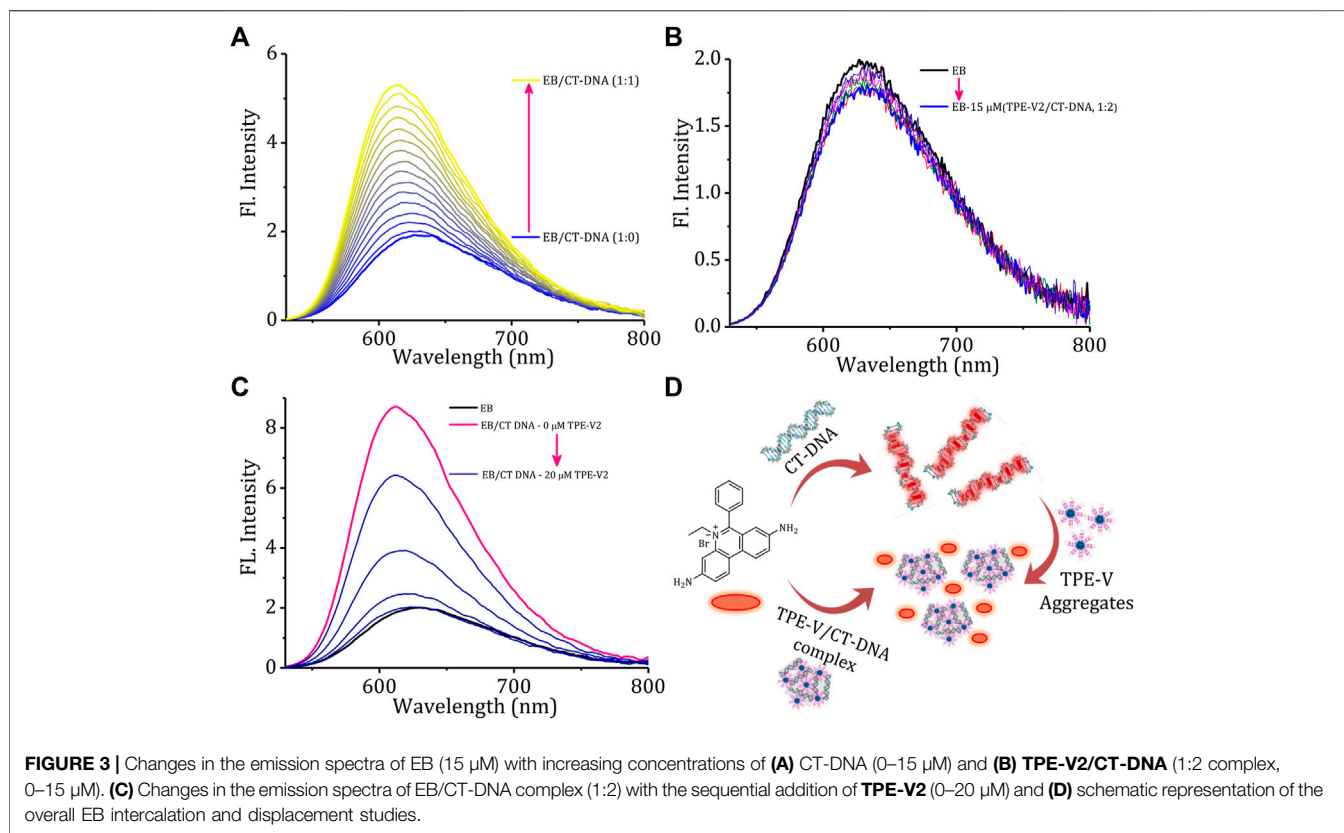 A
6
4
2
0
600
700
800
Fl. Intensity
Wavelength (nm)
EB/CT-DNA (1:1)
EB/CT-DNA (1:0)
B
2.0
1.5
1.0
0.5
0.0
600
700
800
Fl. Intensity
Wavelength (nm)
EB
EB-15 µM(TPE-V2/CT-DNA, 1:2)
C
8
6
4
2
0
600
700
800
FL. Intensity
Wavelength (nm)
EB
EB/CT DNA - 0 µM TPE-V2
EB/CT DNA - 20 µM TPE-V2
D
CT-DNA
N+
Br−
NH2
H2N
TPE-V
Aggregates
TPE-V/CT-DNA
complex
FIGURE 3 | Changes in the emission spectra of EB (15 µM) with increasing concentrations of (A) CT-DNA (0–15 µM) and (B) TPE-V2/CT-DNA (1:2 complex,
0–15 µM). (C) Changes in the emission spectra of EB/CT-DNA complex (1:2) with the sequential addition of TPE-V2 (0–20 µM) and (D) schematic representation of the
overall EB intercalation and displacement studies.